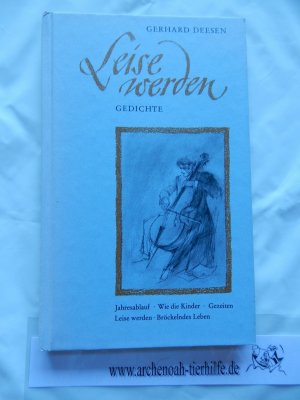 GERHARD DEESEN
Leise
werden
GEDICHTE
Jahresablauf · Wie die Kinder · Gezeiten
Leise werden · Bröckelndes Leben
www.archenoah-tierhilfe.de